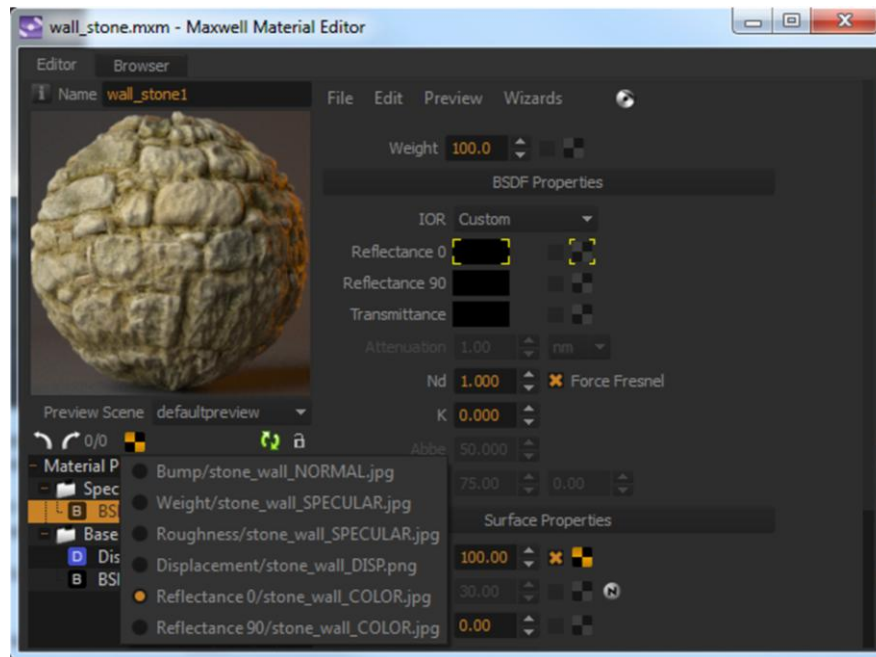 wall_stone.mxm - Maxwell Material Editor
Editor Browser
Name wall_stone1
File Edit Preview Wizards
Weight 100.0
BSDF Properties
IOR Custom
Reflectance 0
Reflectance 90
Transmittance
Attenuation 1.00 nm
Nd 1.000 Force Fresnel
K 0.000
Abbe 50.000
75.00 0.00
Surface Properties
100.00
30.00 N
0.00
Preview Scene defaultpreview
0/0
Material P
Spec
B BS
Base
D Dis
B BS
Bump/stone_wall_NORMAL.jpg
Weight/stone_wall_SPECULAR.jpg
Roughness/stone_wall_SPECULAR.jpg
Displacement/stone_wall_DISP.png
Reflectance 0/stone_wall_COLOR.jpg
Reflectance 90/stone_wall_COLOR.jpg